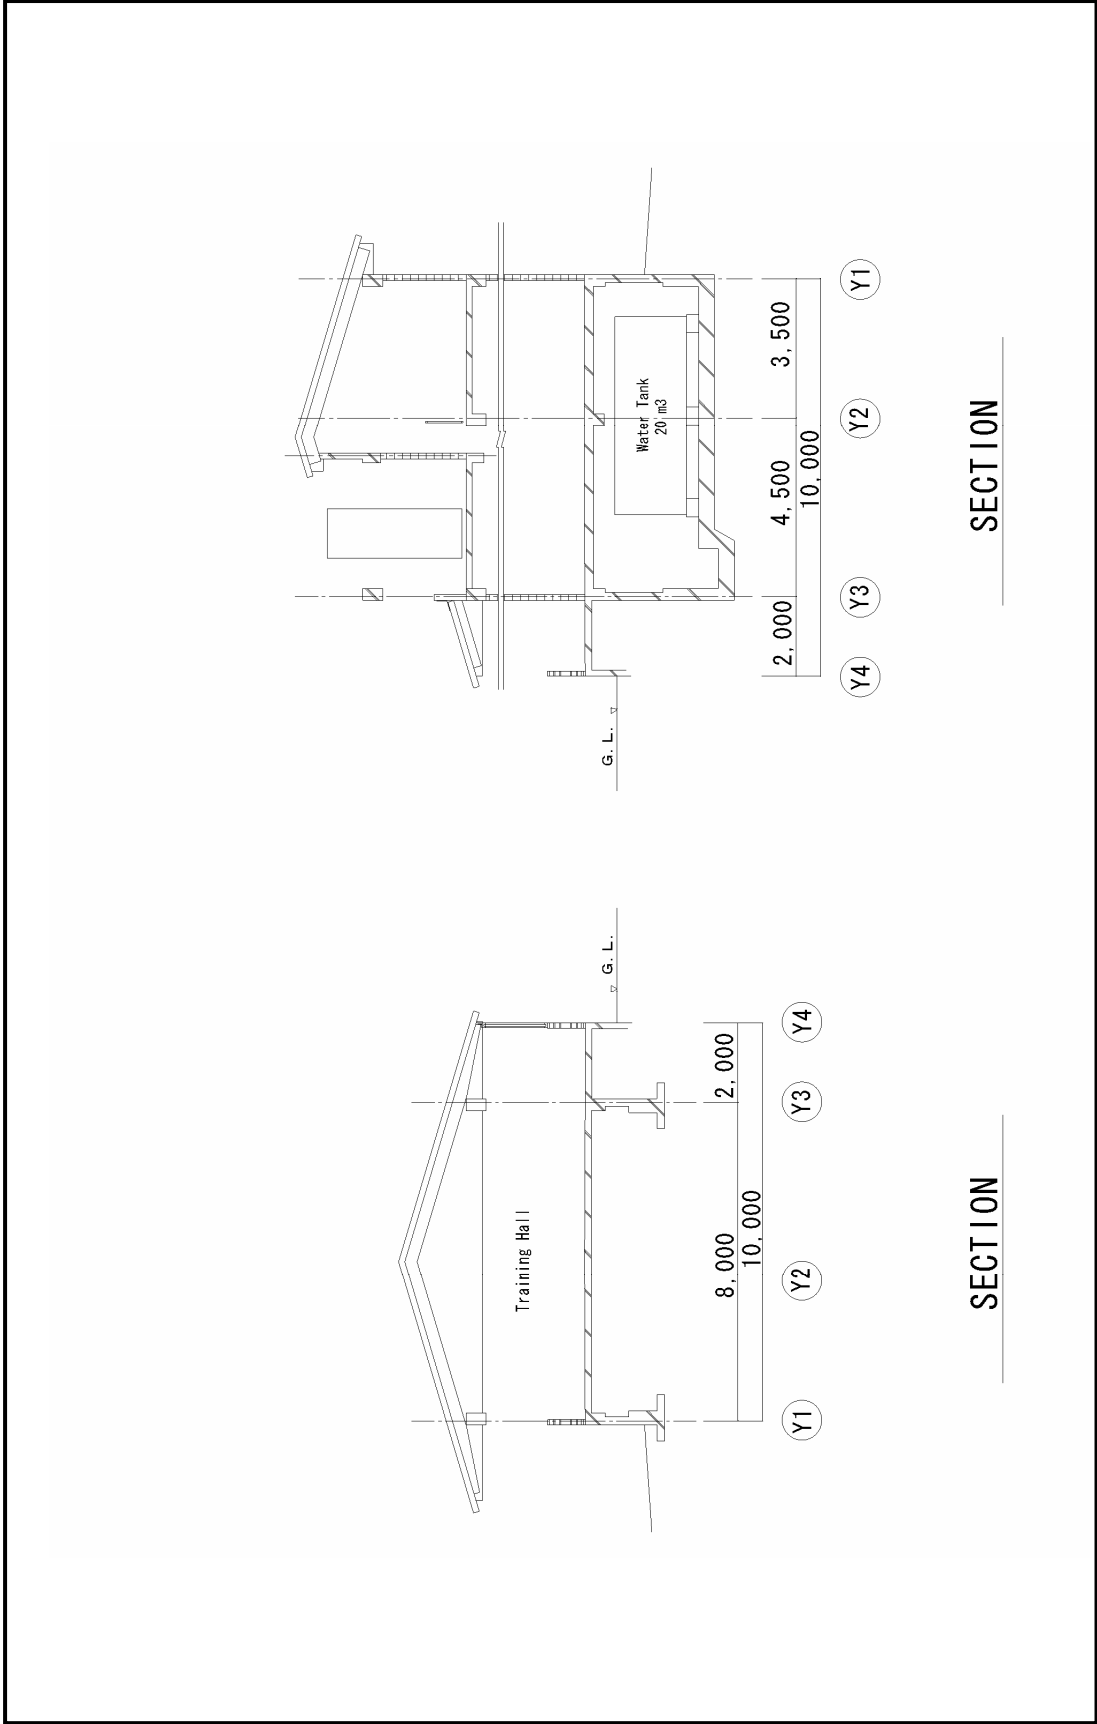 Training Hall
G. L.
8,000
2,000
10,000
Y1
Y2
Y3
Y4
SECTION
Water Tank
20 m3
G. L.
2,000
4,500
3,500
10,000
Y4
Y3
Y2
Y1
SECTION